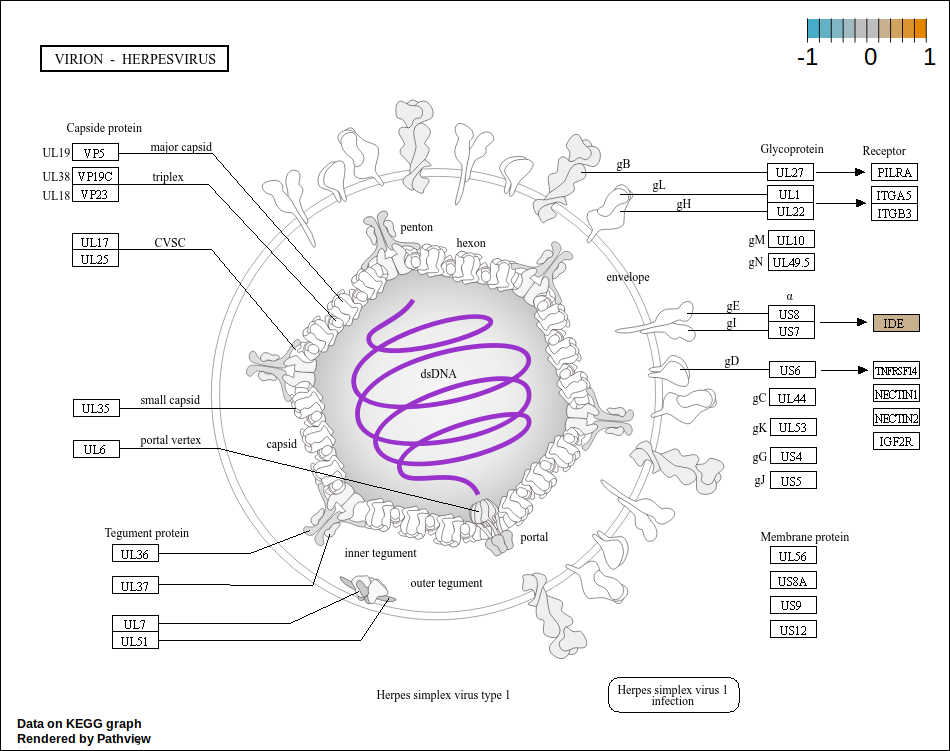 -1 0 1
VIRION - HERPESVIRUS
Capside protein
UL19 VP5 major capsid
UL38 VP19C triplex
UL18 VP23
UL17 CVSC
UL25
UL35 small capsid
UL6 portal vertex
Tegument protein
UL36
UL37
UL7
UL51
penton
hexon
envelope
dsDNA
capsid
portal
inner tegument
outer tegument
Glycoprotein Receptor
gB UL27 PILRA
gL UL1 ITGA5
gH UL22 ITGB3
gM UL10
gN UL49.5
α
gE US8 IDE
gI US7
gD US6 TNFRSF14
gC UL44 NECTIN1
NECTIN2
gK UL53 IGF2R
gG US4
gJ US5
Membrane protein
UL56
US8A
US9
US12
Herpes simplex virus type 1
Herpes simplex virus 1
infection
Data on KEGG graph
Rendered by Pathview